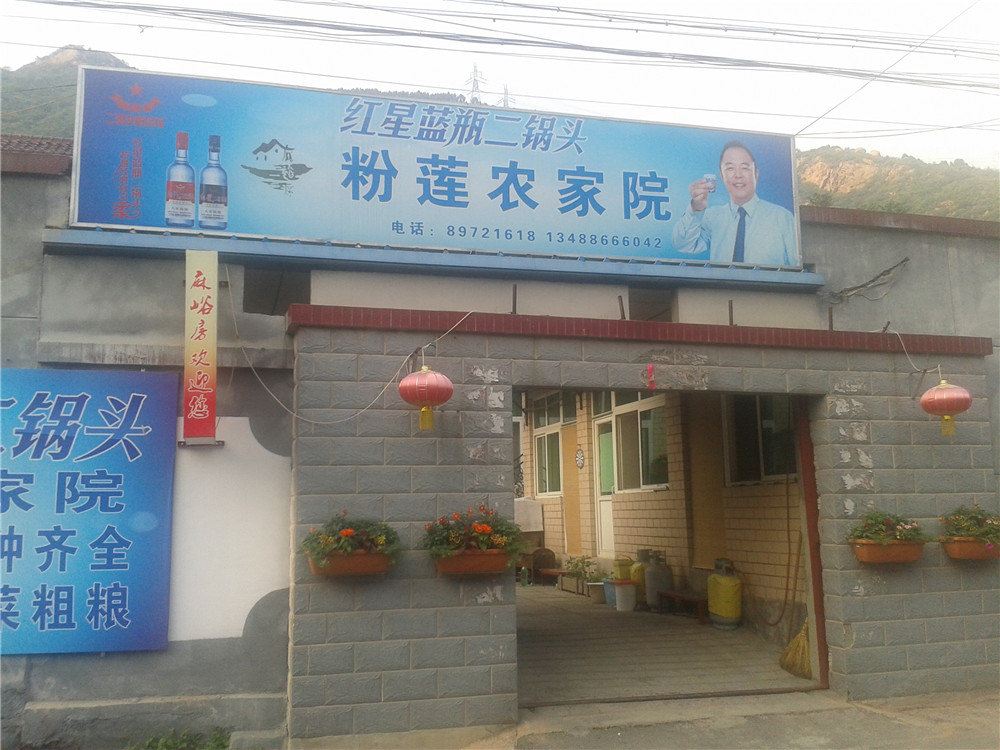 红星蓝瓶二锅头
粉莲农家院
电话：89721618 13488666042
麻峪房欢迎您
二锅头
家院
种齐全
菜粗粮